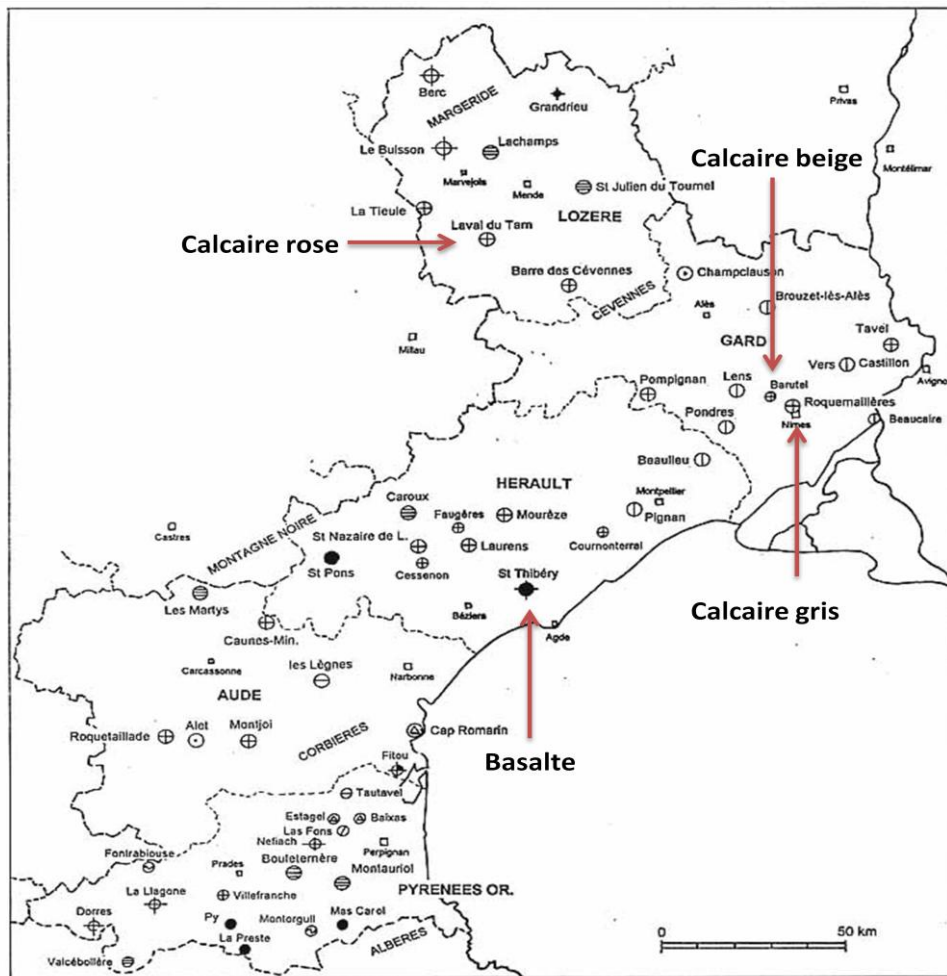 Berc
MARGERIDE
Grandrieu
Privas
Le Buisson
Lachamps
Calcaire beige
Montélimar
Marvejols
Mende
St Julien du Tournel
La Tieule
LOZERE
Calcaire rose
Laval du Tarn
Barre des Cévennes
Champclauson
CEVENNES
Alès
Brouzet-lès-Alès
Millau
GARD
Tavel
Vers
Castillon
Pompignan
Lens
Barutel
Avigno
Roquemaillères
Pondres
Nîmes
Beaucaire
Beaulieu
HERAULT
Montpellier
Caroux
Faugères
Mourèze
Pignan
Castres
MONTAGNE NOIRE
St Nazaire de L.
Laurens
Cournonterral
St Pons
Cessenon
St Thibéry
Les Martys
Béziers
Calcaire gris
Agde
Caunes-Min.
Carcassonne
les Lègnes
Narbonne
AUDE
Roquetaillade
Alet
Montjoi
CORBIERES
Cap Romarin
Basalte
Fitou
Tautavel
Estagel
Baixas
Las Fons
Nefiach
Perpignan
Fontrabiouse
Prades
Bouleternère
Montauriol
La Llagone
Villefranche
PYRENEES OR.
Dorres
Py
Montorgull
Mas Carol
La Preste
ALBERES
Valcébollère
0 50 km